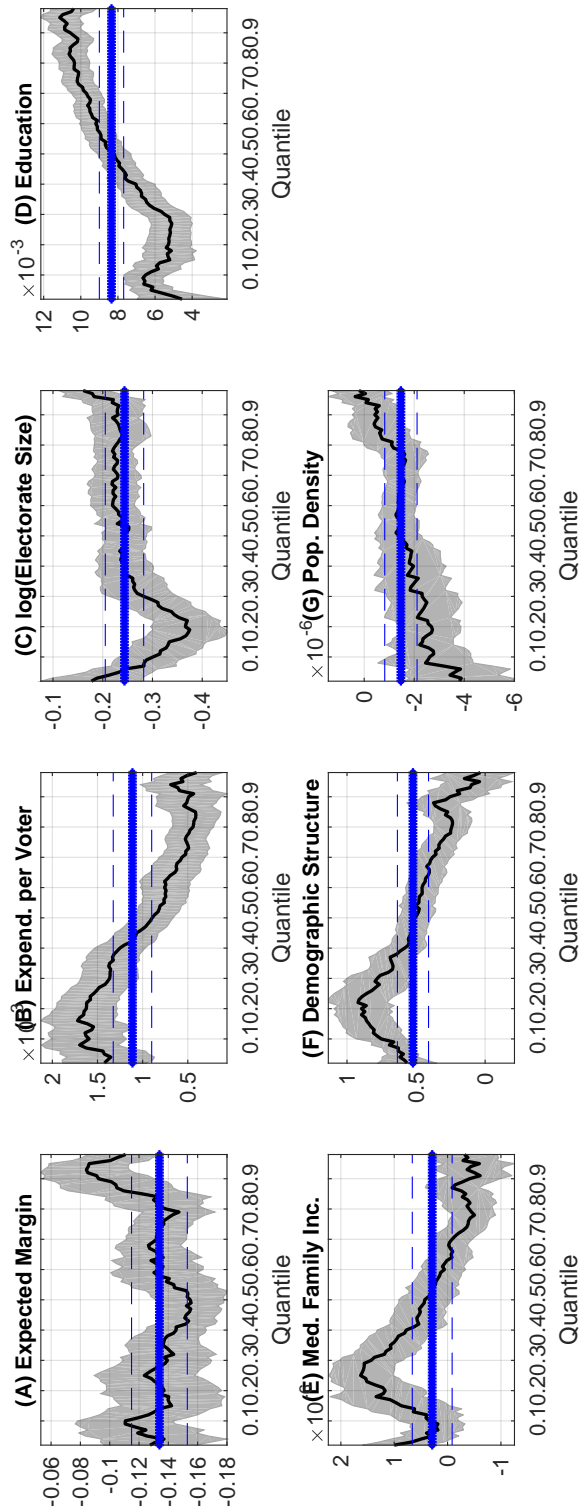 (A) Expected Margin
-0.06
-0.08
-0.1
-0.12
-0.14
-0.16
-0.18
0.10.20.30.40.50.60.70.80.9
Quantile
(B) Expend. per Voter
2
1.5
1
0.5
0.10.20.30.40.50.60.70.80.9
Quantile
(C) log(Electorate Size)
-0.1
-0.2
-0.3
-0.4
0.10.20.30.40.50.60.70.80.9
Quantile
×10⁻³ (D) Education
12
10
8
6
4
0.10.20.30.40.50.60.70.80.9
Quantile
(E) Med. Family Inc.
2
1
0
-1
0.10.20.30.40.50.60.70.80.9
Quantile
(F) Demographic Structure
1
0.5
0
0.10.20.30.40.50.60.70.80.9
Quantile
×10⁻⁶(G) Pop. Density
0
-2
-4
-6
0.10.20.30.40.50.60.70.80.9
Quantile